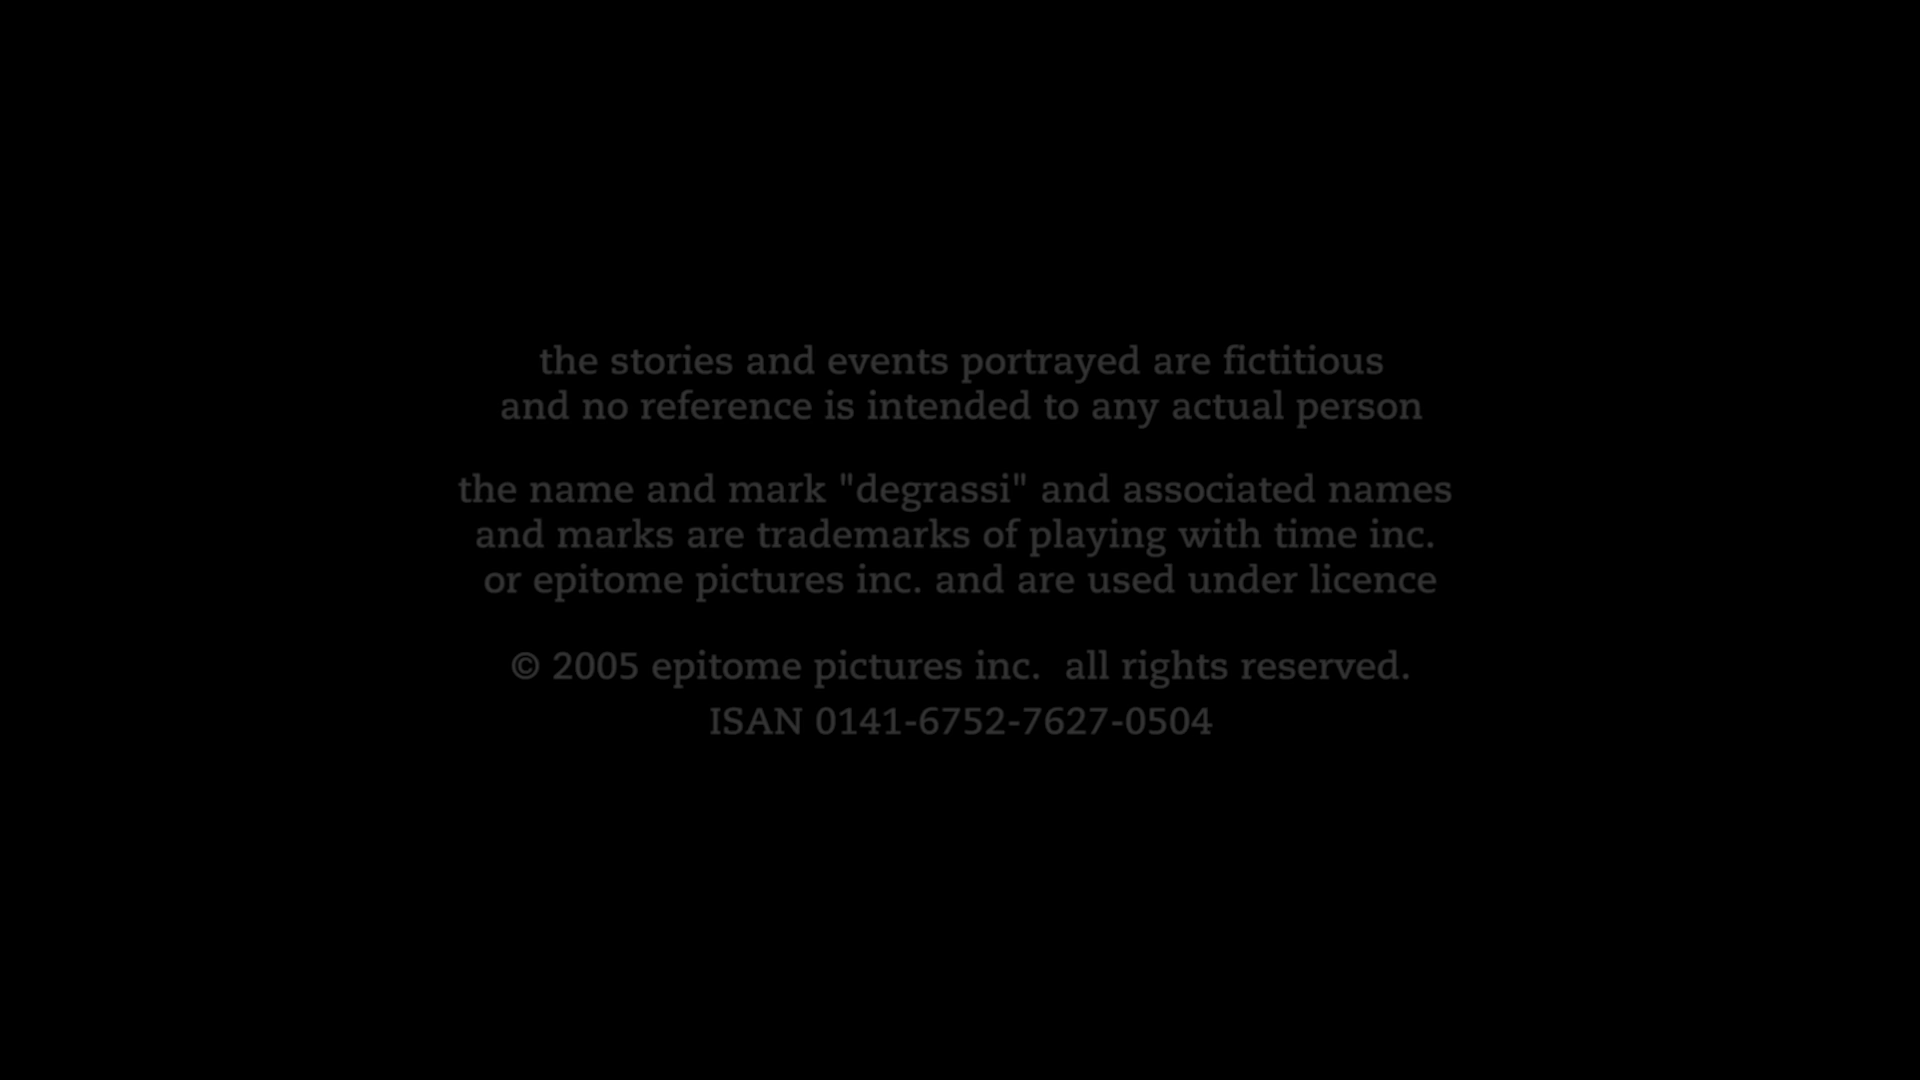 the stories and events portrayed are fictitious
and no reference is intended to any actual person
the name and mark "degrassi" and associated names
and marks are trademarks of playing with time inc.
or epitome pictures inc. and are used under licence
© 2005 epitome pictures inc.  all rights reserved.
ISAN 0141-6752-7627-0504